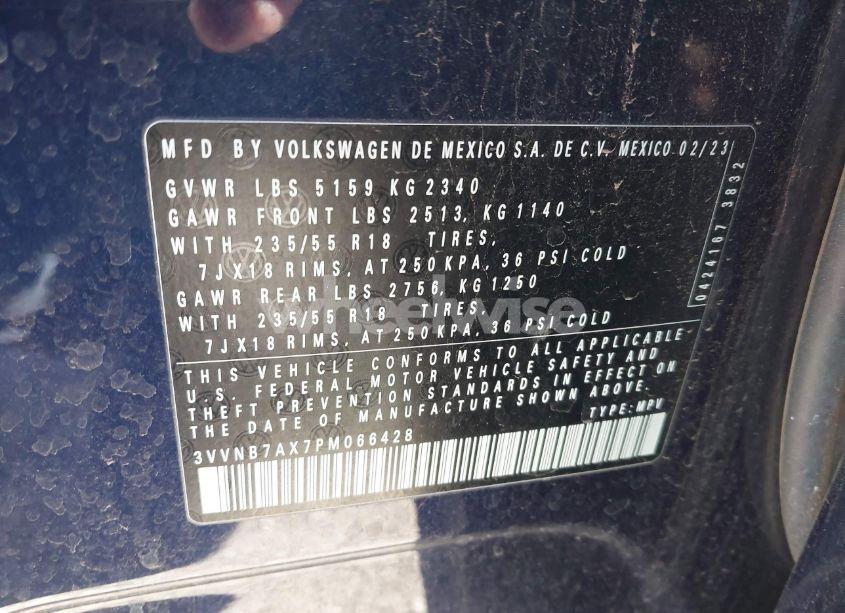 MFD BY VOLKSWAGEN DE MEXICO S.A. DE C.V. MEXICO 02/23
GVWR LBS 5159 KG 2340
GAWR FRONT LBS 2513, KG 1140
WITH 235/55 R18 TIRES,
7JX18 RIMS, AT 250 KPA, 36 PSI COLD
GAWR REAR LBS 2756, KG 1250
WITH 235/55 R18 TIRES,
7JX18 RIMS, AT 250 KPA, 36 PSI COLD
THIS VEHICLE CONFORMS TO ALL APPLICABLE
U.S. FEDERAL MOTOR VEHICLE SAFETY AND
THEFT PREVENTION STANDARDS IN EFFECT ON
THE DATE OF MANUFACTURE SHOWN ABOVE.
TYPE: MPV
3VVNB7AX7PM066428
0424167 3832
wheelwise